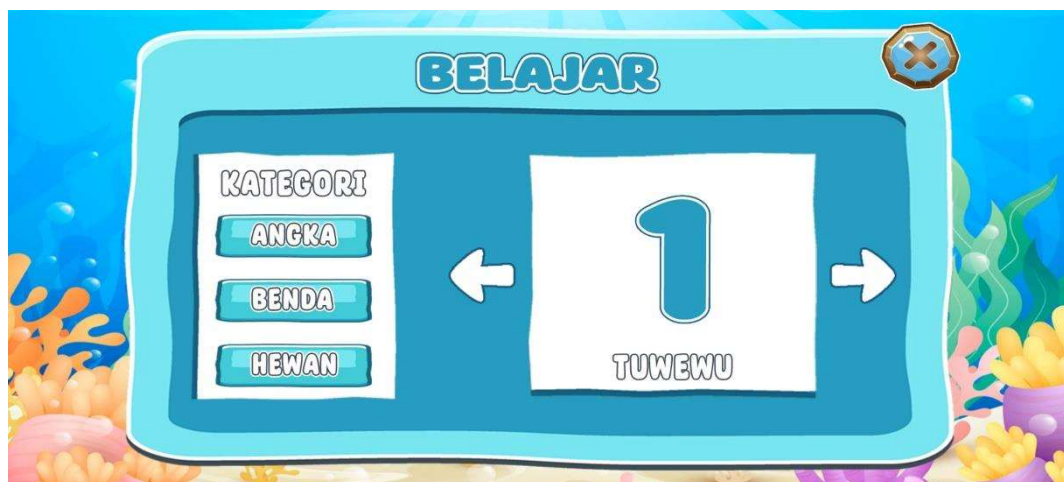 BELAJAR
KATEGORI
ANGKA
BENDA
HEWAN
1
TUWEWU